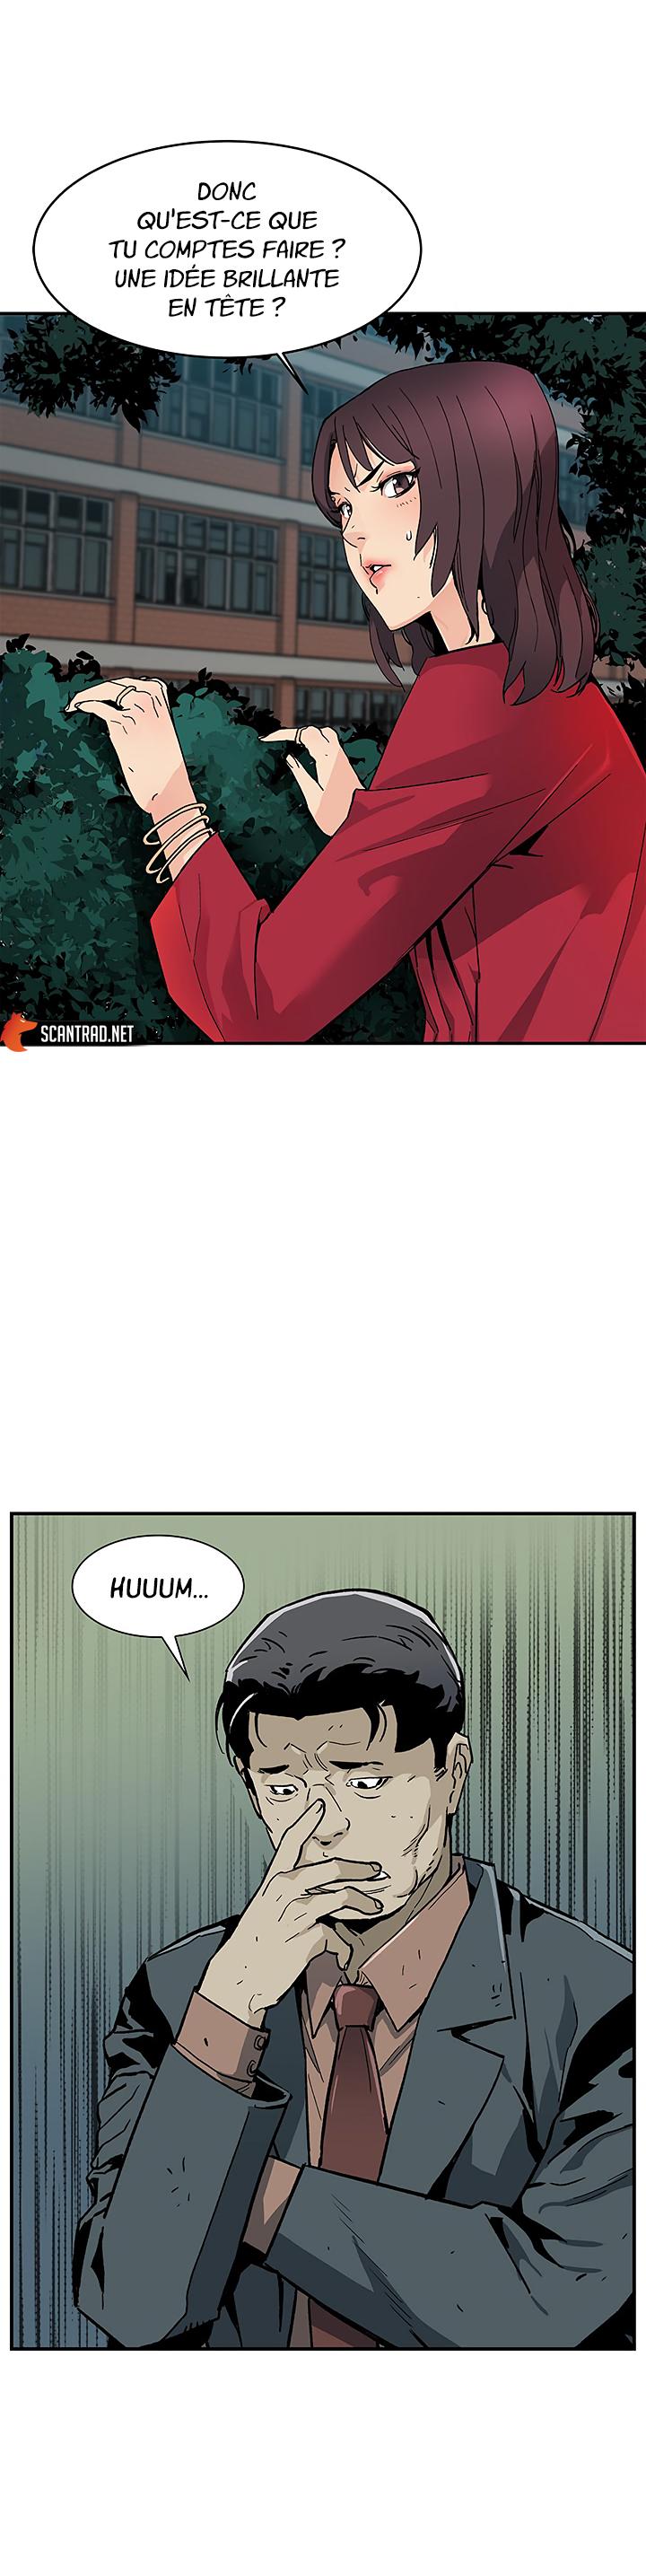 DONC
QU'EST-CE QUE
TU COMPTES FAIRE ?
UNE IDÉE BRILLANTE
EN TÊTE ?
SCANTRAD.NET
HUUUM...